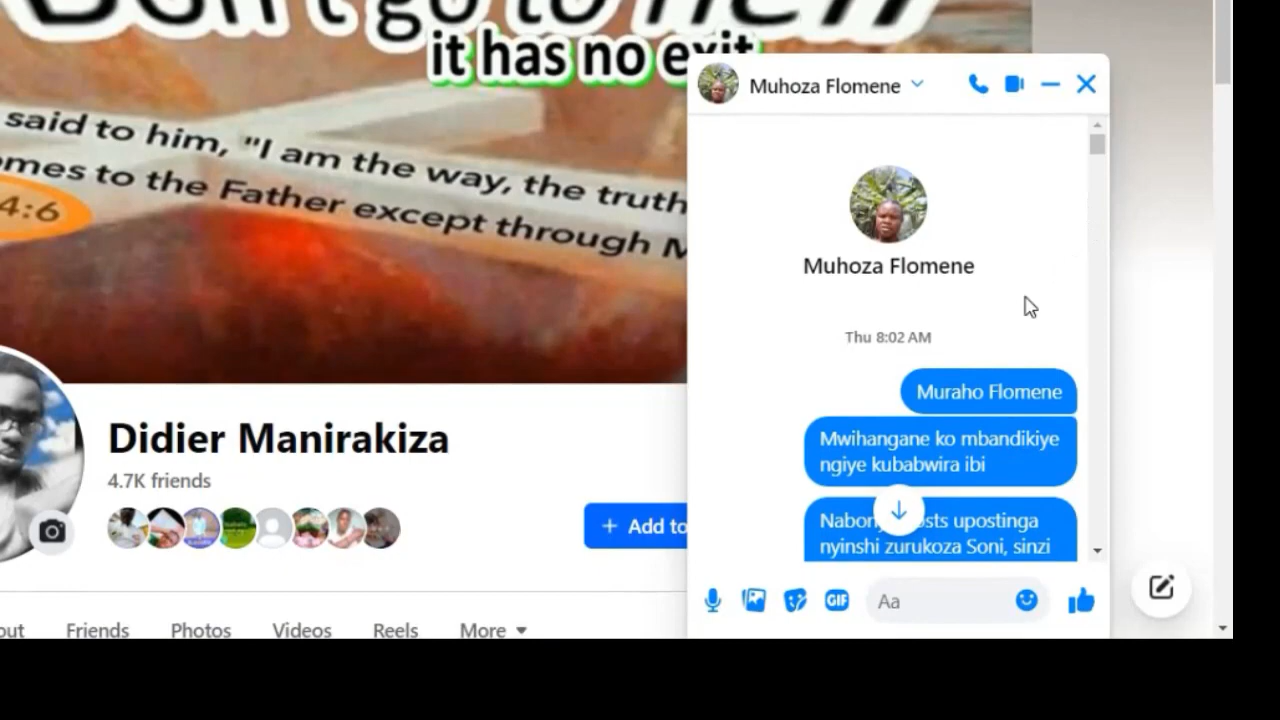 Don't go to hell
it has no exit
said to him, "I am the way, the truth
omes to the Father except through M
4:6
Didier Manirakiza
4.7K friends
+ Add to
out Friends Photos Videos Reels More
Muhoza Flomene
Muhoza Flomene
Thu 8:02 AM
Muraho Flomene
Mwihangane ko mbandikiye
ngiye kubabwira ibi
upostinga
nyinshi zurukoza Soni, sinzi
GIF
Aa